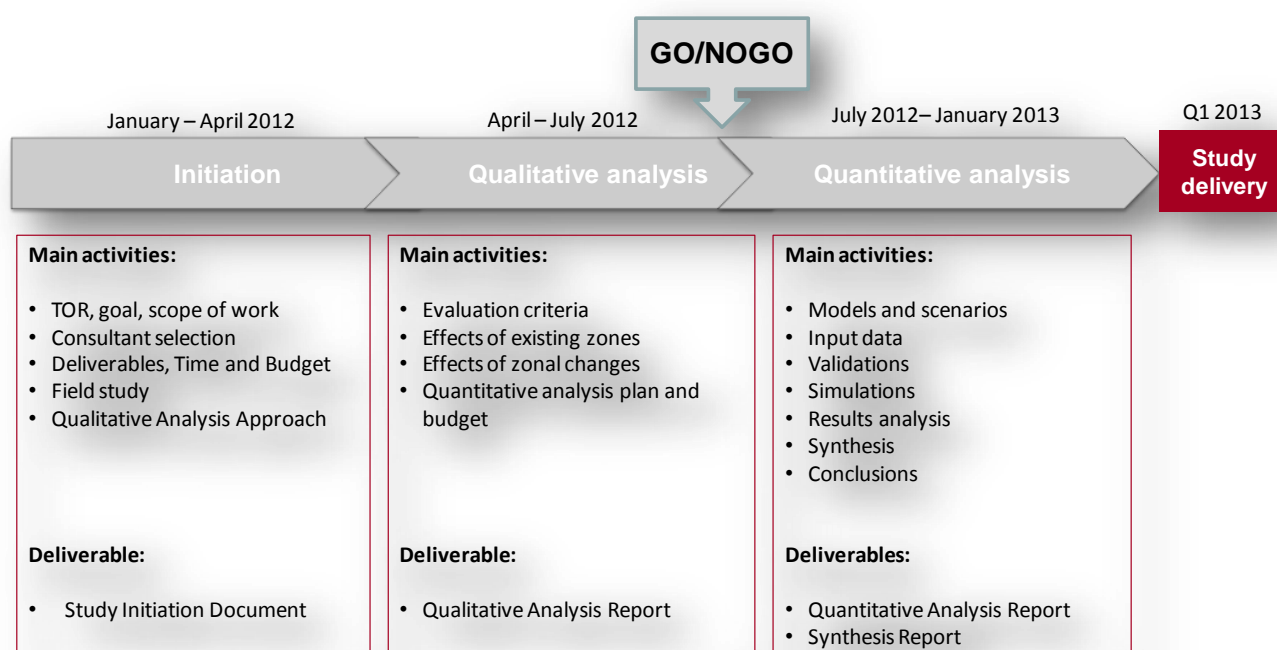 GO/NOGO
January – April 2012
April – July 2012
July 2012– January 2013
Q1 2013
Initiation
Qualitative analysis
Quantitative analysis
Study
delivery
Main activities:
• TOR, goal, scope of work
• Consultant selection
• Deliverables, Time and Budget
• Field study
• Qualitative Analysis Approach
Deliverable:
• Study Initiation Document
Main activities:
• Evaluation criteria
• Effects of existing zones
• Effects of zonal changes
• Quantitative analysis plan and
budget
Deliverable:
• Qualitative Analysis Report
Main activities:
• Models and scenarios
• Input data
• Validations
• Simulations
• Results analysis
• Synthesis
• Conclusions
Deliverables:
• Quantitative Analysis Report
• Synthesis Report